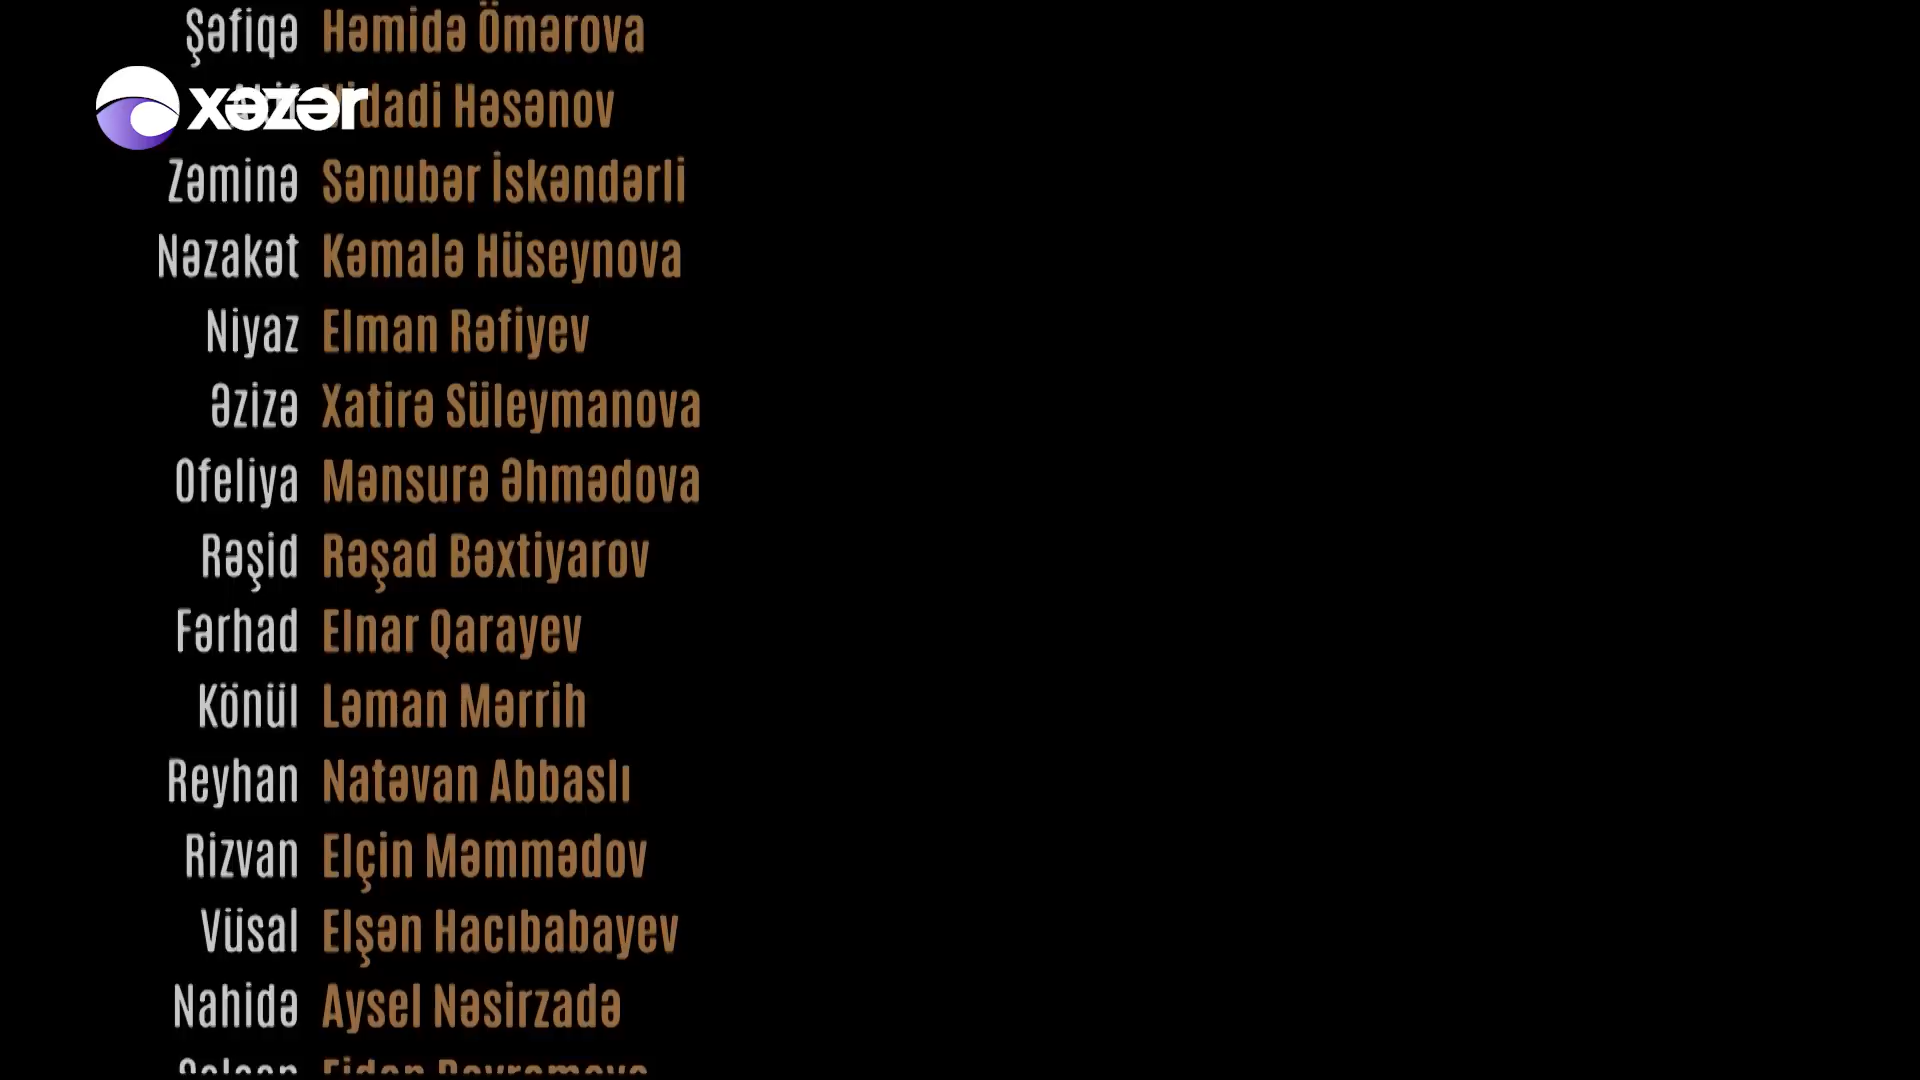 Şəfiqə Həmidə Ömərova
xəzər
Həsənov
Zəminə Sənubər İskəndərli
Nəzakət Kəmalə Hüseynova
Niyaz Elman Rəfiyev
Əzizə Xatirə Süleymanova
Ofeliya Mənsurə Əhmədova
Rəşid Rəşad Bəxtiyarov
Fərhad Elnar Qarayev
Könül Ləman Mərrih
Reyhan Natəvan Abbaslı
Rizvan Elçin Məmmədov
Vüsal Elşən Hacıbabayev
Nahidə Aysel Nəsirzadə